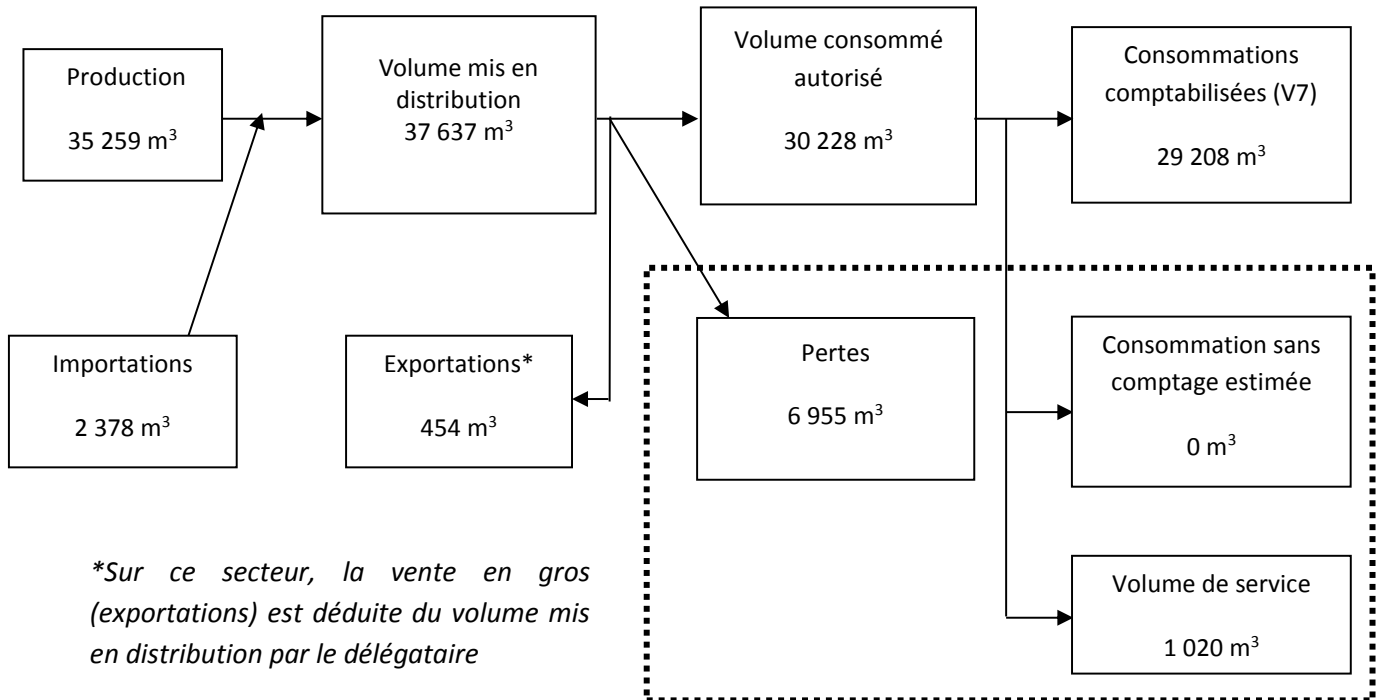 Production
35 259 m³
Volume mis en
distribution
37 637 m³
Volume consommé
autorisé
30 228 m³
Consommations
comptabilisées (V7)
29 208 m³
Importations
2 378 m³
Exportations*
454 m³
Pertes
6 955 m³
Consommation sans
comptage estimée
0 m³
Volume de service
1 020 m³
*Sur ce secteur, la vente en gros
(exportations) est déduite du volume mis
en distribution par le délégataire